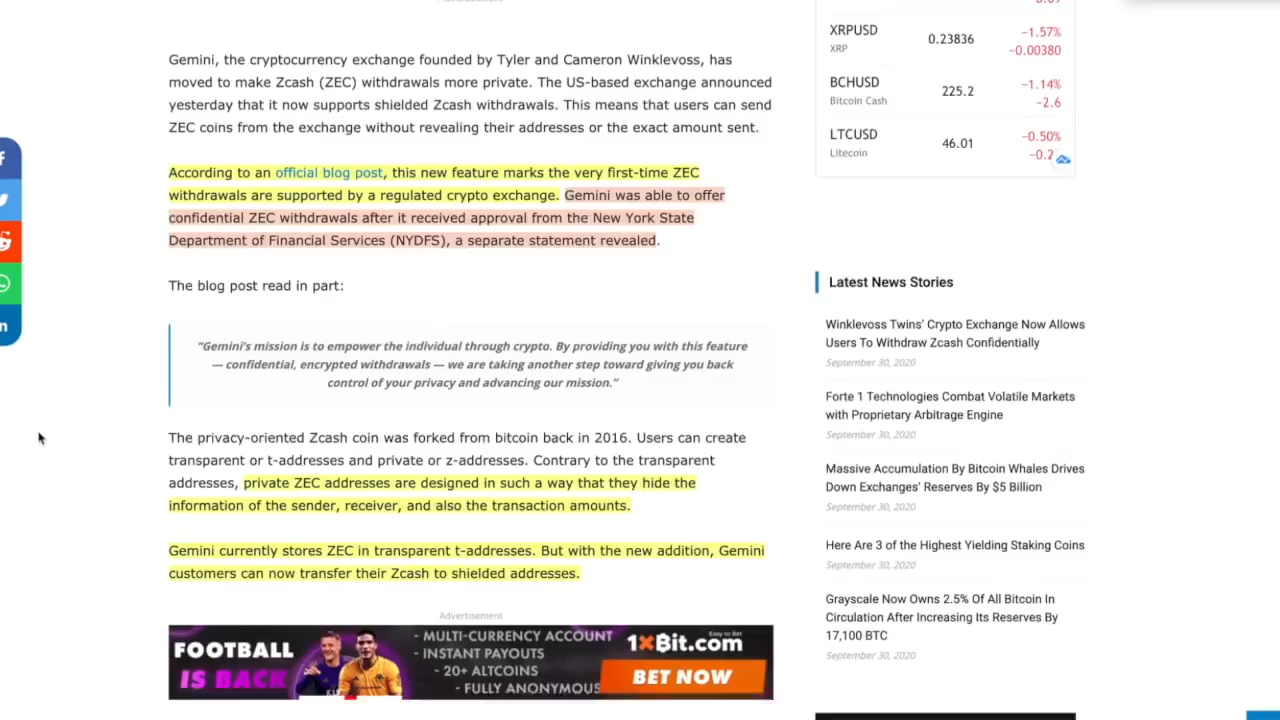 Gemini, the cryptocurrency exchange founded by Tyler and Cameron Winklevoss, has
moved to make Zcash (ZEC) withdrawals more private. The US-based exchange announced
yesterday that it now supports shielded Zcash withdrawals. This means that users can send
ZEC coins from the exchange without revealing their addresses or the exact amount sent.
According to an official blog post, this new feature marks the very first-time ZEC
withdrawals are supported by a regulated crypto exchange. Gemini was able to offer
confidential ZEC withdrawals after it received approval from the New York State
Department of Financial Services (NYDFS), a separate statement revealed.
The blog post read in part:
“Gemini’s mission is to empower the individual through crypto. By providing you with this feature
— confidential, encrypted withdrawals — we are taking another step toward giving you back
control of your privacy and advancing our mission.”
The privacy-oriented Zcash coin was forked from bitcoin back in 2016. Users can create
transparent or t-addresses and private or z-addresses. Contrary to the transparent
addresses, private ZEC addresses are designed in such a way that they hide the
information of the sender, receiver, and also the transaction amounts.
Gemini currently stores ZEC in transparent t-addresses. But with the new addition, Gemini
customers can now transfer their Zcash to shielded addresses.
Advertisement
FOOTBALL
IS BACK
- MULTI-CURRENCY ACCOUNT
- INSTANT PAYOUTS
- 20+ ALTCOINS
- FULLY ANONYMOUS
Easy to Bet
1xBit.com
BET NOW
XRPUSD 0.23836 −1.57%
XRP −0.00380
BCHUSD 225.2 −1.14%
Bitcoin Cash −2.6
LTCUSD 46.01 −0.50%
Litecoin −0.2
Latest News Stories
Winklevoss Twins’ Crypto Exchange Now Allows
Users To Withdraw Zcash Confidentially
September 30, 2020
Forte 1 Technologies Combat Volatile Markets
with Proprietary Arbitrage Engine
September 30, 2020
Massive Accumulation By Bitcoin Whales Drives
Down Exchanges’ Reserves By $5 Billion
September 30, 2020
Here Are 3 of the Highest Yielding Staking Coins
September 30, 2020
Grayscale Now Owns 2.5% Of All Bitcoin In
Circulation After Increasing Its Reserves By
17,100 BTC
September 30, 2020